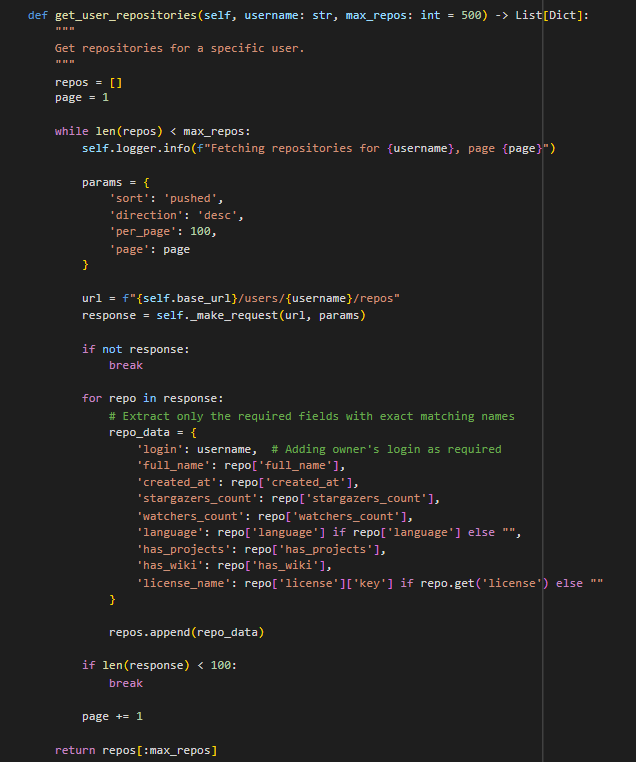 def get_user_repositories(self, username: str, max_repos: int = 500) -> List[Dict]:
    """
    Get repositories for a specific user.
    """
    repos = []
    page = 1

    while len(repos) < max_repos:
        self.logger.info(f"Fetching repositories for {username}, page {page}")

        params = {
            'sort': 'pushed',
            'direction': 'desc',
            'per_page': 100,
            'page': page
        }

        url = f"{self.base_url}/users/{username}/repos"
        response = self._make_request(url, params)

        if not response:
            break

        for repo in response:
            # Extract only the required fields with exact matching names
            repo_data = {
                'login': username,  # Adding owner's login as required
                'full_name': repo['full_name'],
                'created_at': repo['created_at'],
                'stargazers_count': repo['stargazers_count'],
                'watchers_count': repo['watchers_count'],
                'language': repo['language'] if repo['language'] else "",
                'has_projects': repo['has_projects'],
                'has_wiki': repo['has_wiki'],
                'license_name': repo['license']['key'] if repo.get('license') else ""
            }

            repos.append(repo_data)

        if len(response) < 100:
            break

        page += 1

    return repos[:max_repos]